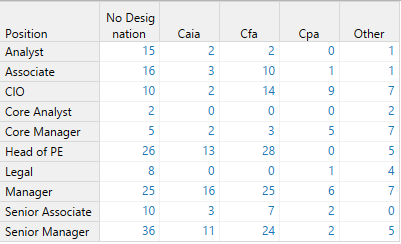 Position No Desig nation Caia Cfa Cpa Other
Analyst 15 2 2 0 1
Associate 16 3 10 1 1
CIO 10 2 14 9 7
Core Analyst 2 0 0 0 2
Core Manager 5 2 3 5 7
Head of PE 26 13 28 0 5
Legal 8 0 0 1 4
Manager 25 16 25 6 7
Senior Associate 10 3 7 2 0
Senior Manager 36 11 24 2 5